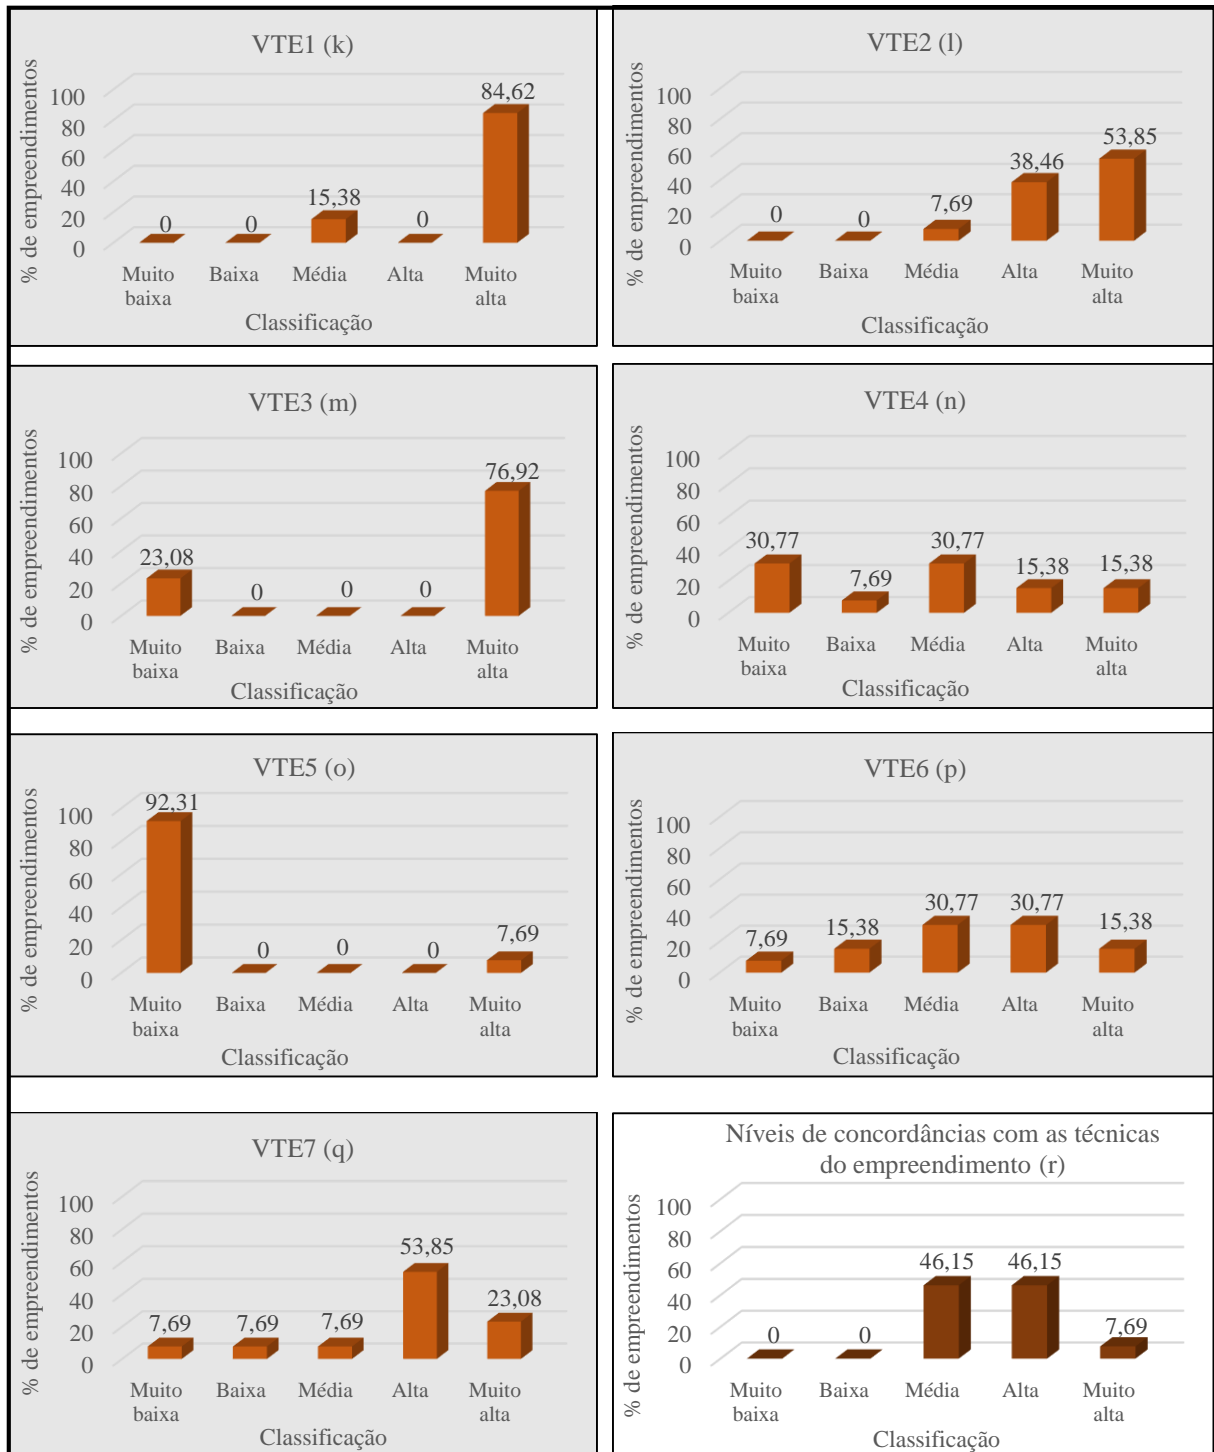 VTE1 (k)
% de empreendimentos
100
80
60
40
20
0
0
0
15,38
0
84,62
Muito baixa
Baixa
Média
Alta
Muito alta
Classificação
VTE2 (l)
% de empreendimentos
100
80
60
40
20
0
0
0
7,69
38,46
53,85
Muito baixa
Baixa
Média
Alta
Muito alta
Classificação
VTE3 (m)
% de empreendimentos
100
80
60
40
20
0
23,08
0
0
0
76,92
Muito baixa
Baixa
Média
Alta
Muito alta
Classificação
VTE4 (n)
% de empreendimentos
100
80
60
40
20
0
30,77
7,69
30,77
15,38
15,38
Muito baixa
Baixa
Média
Alta
Muito alta
Classificação
VTE5 (o)
% de empreendimentos
100
80
60
40
20
0
92,31
0
0
0
7,69
Muito baixa
Baixa
Média
Alta
Muito alta
Classificação
VTE6 (p)
% de empreendimentos
100
80
60
40
20
0
7,69
15,38
30,77
30,77
15,38
Muito baixa
Baixa
Média
Alta
Muito alta
Classificação
VTE7 (q)
% de empreendimentos
100
80
60
40
20
0
7,69
7,69
7,69
53,85
23,08
Muito baixa
Baixa
Média
Alta
Muito alta
Classificação
Níveis de concordâncias com as técnicas
do empreendimento (r)
% de empreendimentos
100
80
60
40
20
0
0
0
46,15
46,15
7,69
Muito baixa
Baixa
Média
Alta
Muito alta
Classificação